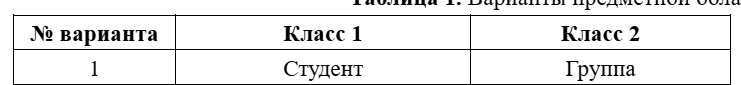 Таблица 1. Варианты предметной обла
№ варианта Класс 1 Класс 2
1 Студент Группа